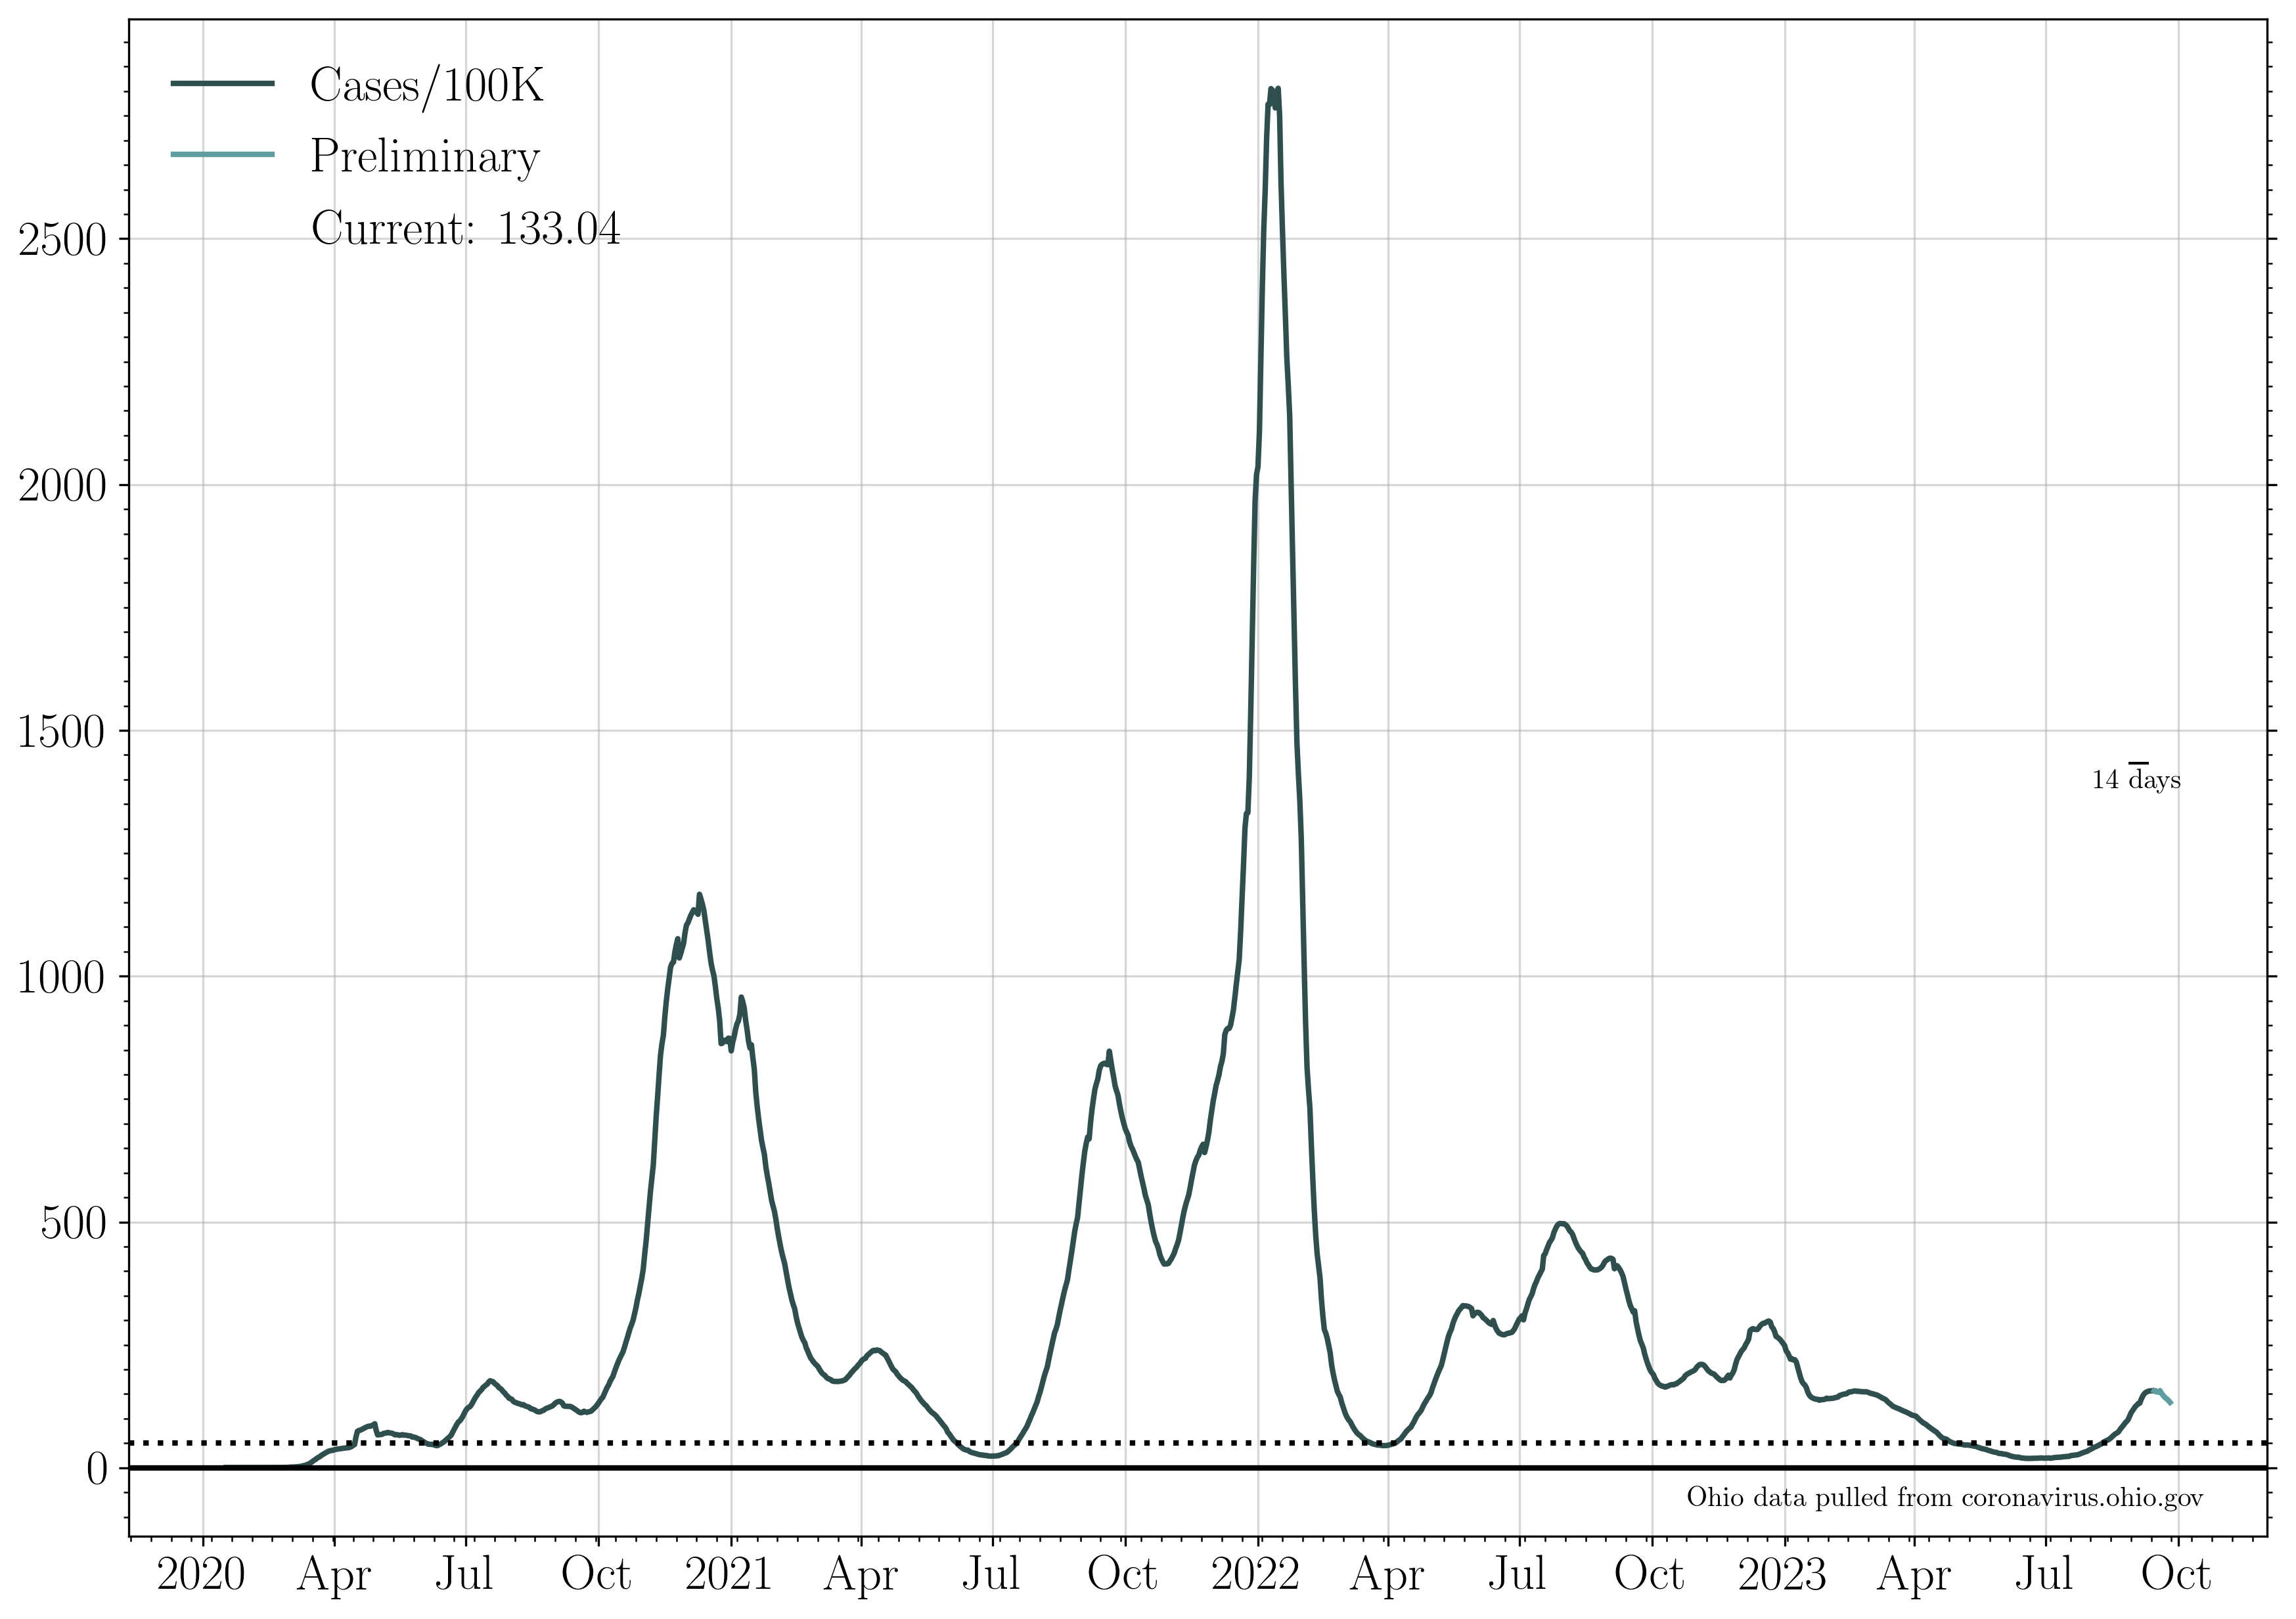 Cases/100K
Preliminary
Current: 133.04
2500
2000
1500
1000
500
0
14 days
Ohio data pulled from coronavirus.ohio.gov
2020 Apr Jul Oct 2021 Apr Jul Oct 2022 Apr Jul Oct 2023 Apr Jul Oct